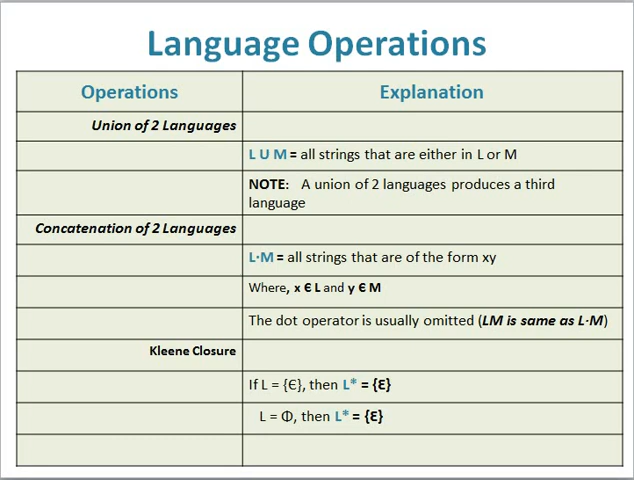 Language Operations
Operations Explanation
Union of 2 Languages
L U M = all strings that are either in L or M
NOTE: A union of 2 languages produces a third
language
Concatenation of 2 Languages
L·M = all strings that are of the form xy
Where, x Є L and y Є M
The dot operator is usually omitted (LM is same as L·M)
Kleene Closure
If L = {Є}, then L* = {Ɛ}
L = Φ, then L* = {Ɛ}